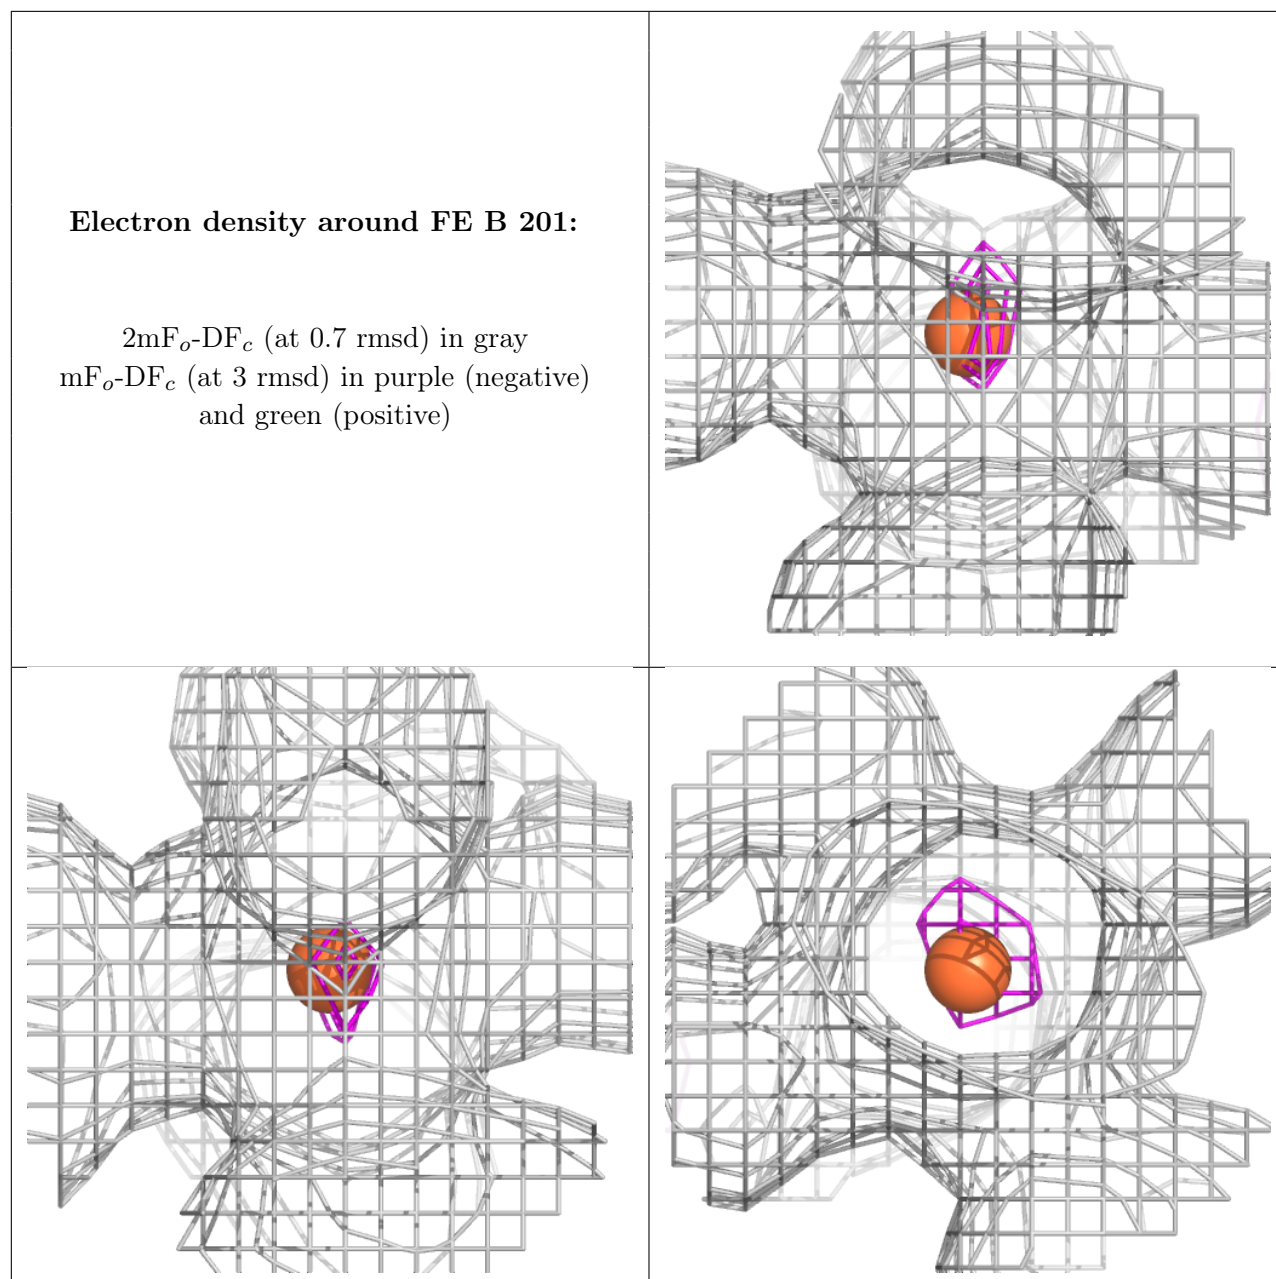 Electron density around FE B 201:
2mFₒ-DF𝒸 (at 0.7 rmsd) in gray
mFₒ-DF𝒸 (at 3 rmsd) in purple (negative)
and green (positive)